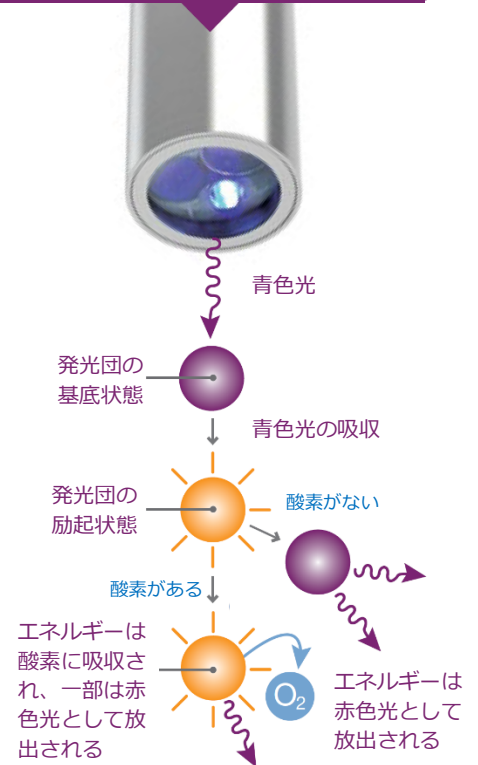 青色光
発光団の
基底状態
青色光の吸収
発光団の
励起状態
酸素がない
酸素がある
エネルギーは
酸素に吸収さ
れ、一部は赤
色光として放
出される
O₂
エネルギーは
赤色光として
放出される